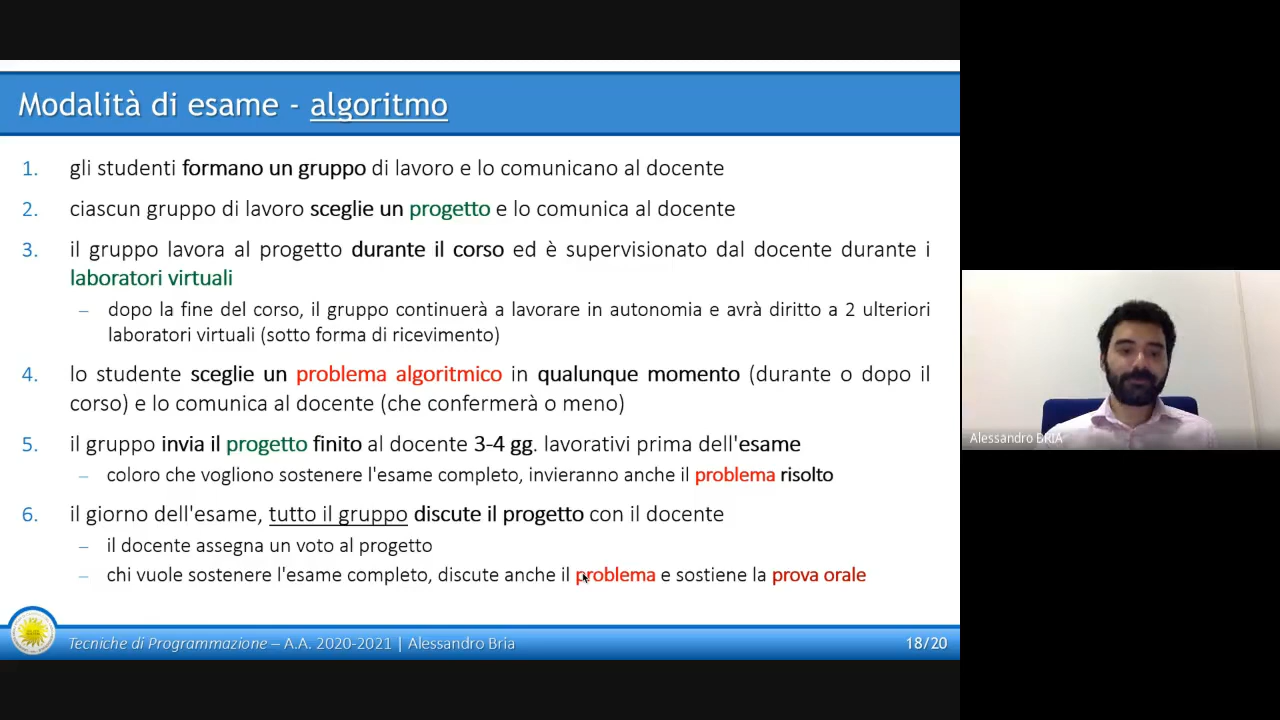 Modalità di esame - algoritmo
1. gli studenti formano un gruppo di lavoro e lo comunicano al docente
2. ciascun gruppo di lavoro sceglie un progetto e lo comunica al docente
3. il gruppo lavora al progetto durante il corso ed è supervisionato dal docente durante i
laboratori virtuali
– dopo la fine del corso, il gruppo continuerà a lavorare in autonomia e avrà diritto a 2 ulteriori
laboratori virtuali (sotto forma di ricevimento)
4. lo studente sceglie un problema algoritmico in qualunque momento (durante o dopo il
corso) e lo comunica al docente (che confermerà o meno)
5. il gruppo invia il progetto finito al docente 3-4 gg. lavorativi prima dell'esame
– coloro che vogliono sostenere l'esame completo, invieranno anche il problema risolto
6. il giorno dell'esame, tutto il gruppo discute il progetto con il docente
– il docente assegna un voto al progetto
– chi vuole sostenere l'esame completo, discute anche il problema e sostiene la prova orale
Tecniche di Programmazione – A.A. 2020-2021 | Alessandro Bria
18/20
Alessandro BRIA